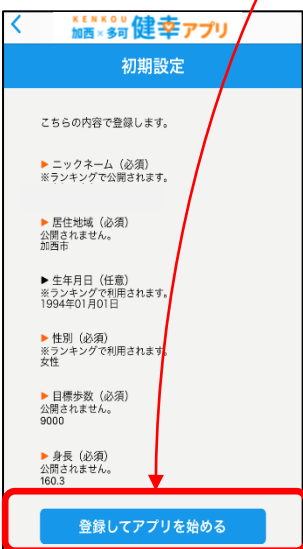 KENKOU
加西×多可 健幸アプリ
初期設定
こちらの内容で登録します。
▶ ニックネーム（必須）
※ランキングで公開されます。
▶ 居住地域（必須）
公開されません。
加西市
▶ 生年月日（任意）
※ランキングで利用されます。
1994年01月01日
▶ 性別（必須）
※ランキングで利用されます。
女性
▶ 目標歩数（必須）
公開されません。
9000
▶ 身長（必須）
公開されません。
160.3
登録してアプリを始める